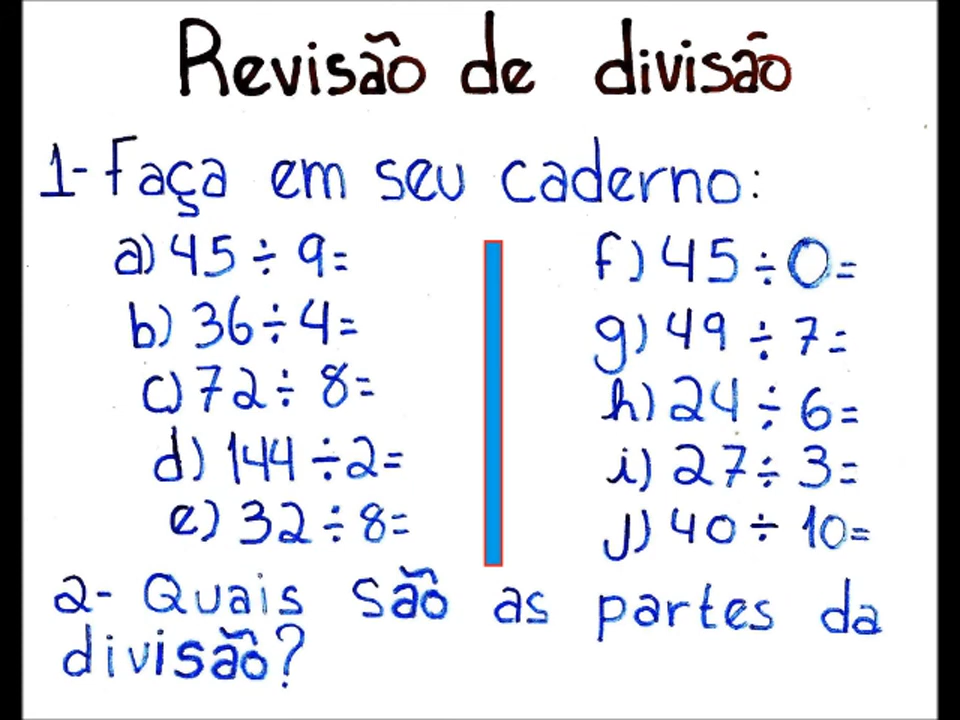 Revisão de divisão
1- Faça em seu caderno:
a) 45 ÷ 9=
b) 36÷4=
c) 72÷ 8=
d) 144 ÷2=
e) 32÷8=
f) 45÷0=
g) 49 ÷ 7=
h) 24÷6=
i) 27÷3=
j) 40÷10=
2- Quais são as partes da
divisão?